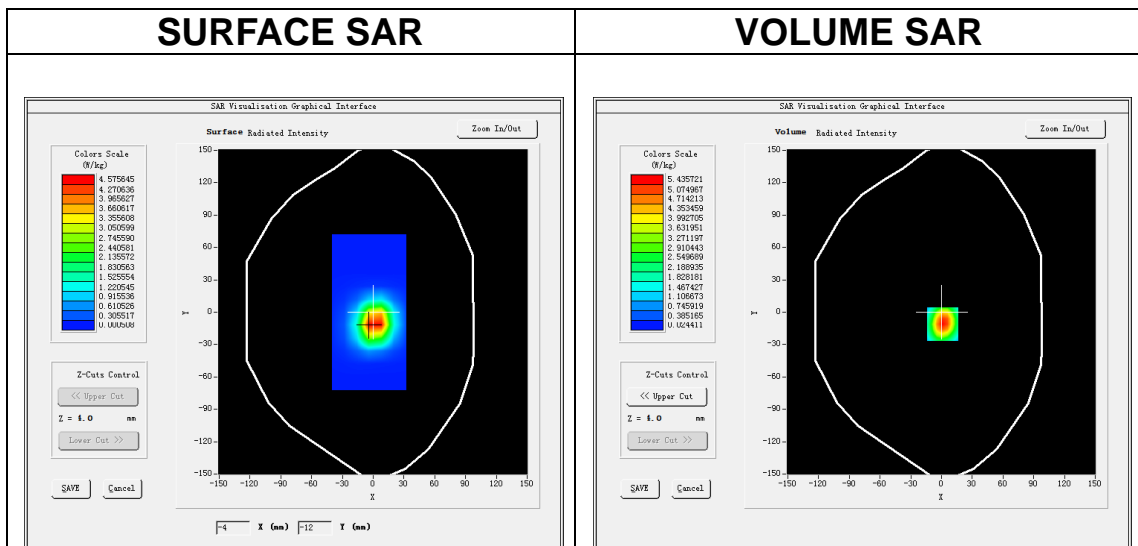 SURFACE SAR
VOLUME SAR
SAR Visualisation Graphical Interface
Surface Radiated Intensity
Zoom In/Out
Colors Scale
(W/kg)
4.575645
4.270636
3.965627
3.660617
3.355608
3.050599
2.745590
2.440581
2.135572
1.830563
1.525554
1.220545
0.915536
0.610526
0.305517
0.000508
Z-Cuts Control
<< Upper Cut
Z = 4.0 mm
Lower Cut >>
SAVE
Cancel
150
120
90
60
30
0
-30
-60
-90
-120
-150
Y
-150 -120 -90 -60 -30 0 30 60 90 120 150
X
-4 X (mm) -12 Y (mm)
SAR Visualisation Graphical Interface
Volume Radiated Intensity
Zoom In/Out
Colors Scale
(W/kg)
5.435721
5.074967
4.714213
4.353459
3.992705
3.631951
3.271197
2.910443
2.549689
2.188935
1.828181
1.467427
1.106673
0.745919
0.385165
0.024411
Z-Cuts Control
<< Upper Cut
Z = 4.0 mm
Lower Cut >>
SAVE
Cancel
150
120
90
60
30
0
-30
-60
-90
-120
-150
Y
-150 -120 -90 -60 -30 0 30 60 90 120 150
X